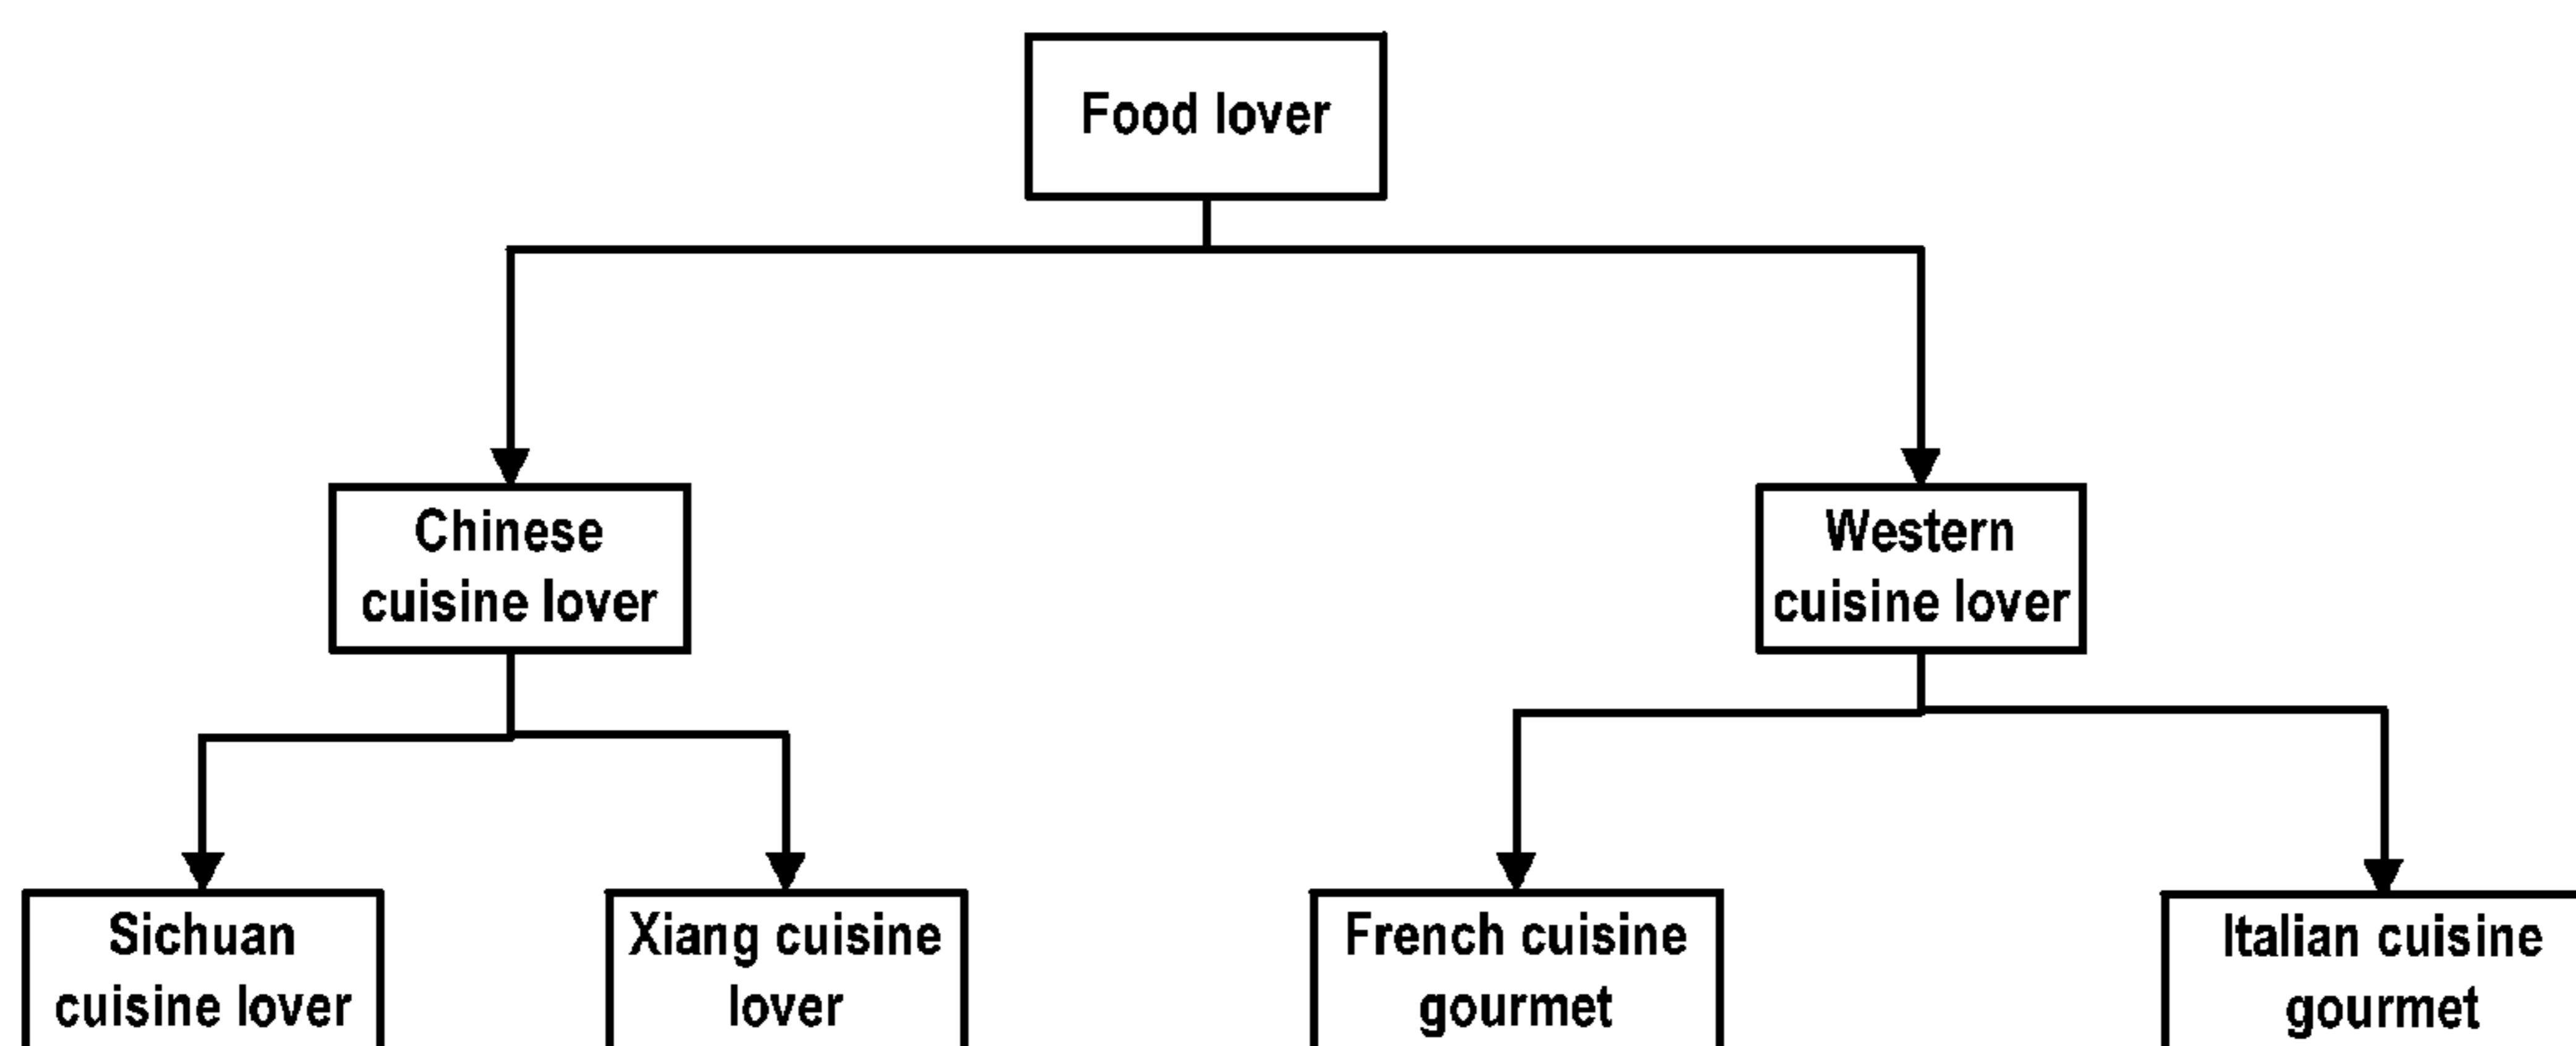 Food lover
Chinese
cuisine lover
Western
cuisine lover
Sichuan
cuisine lover
Xiang cuisine
lover
French cuisine
gourmet
Italian cuisine
gourmet